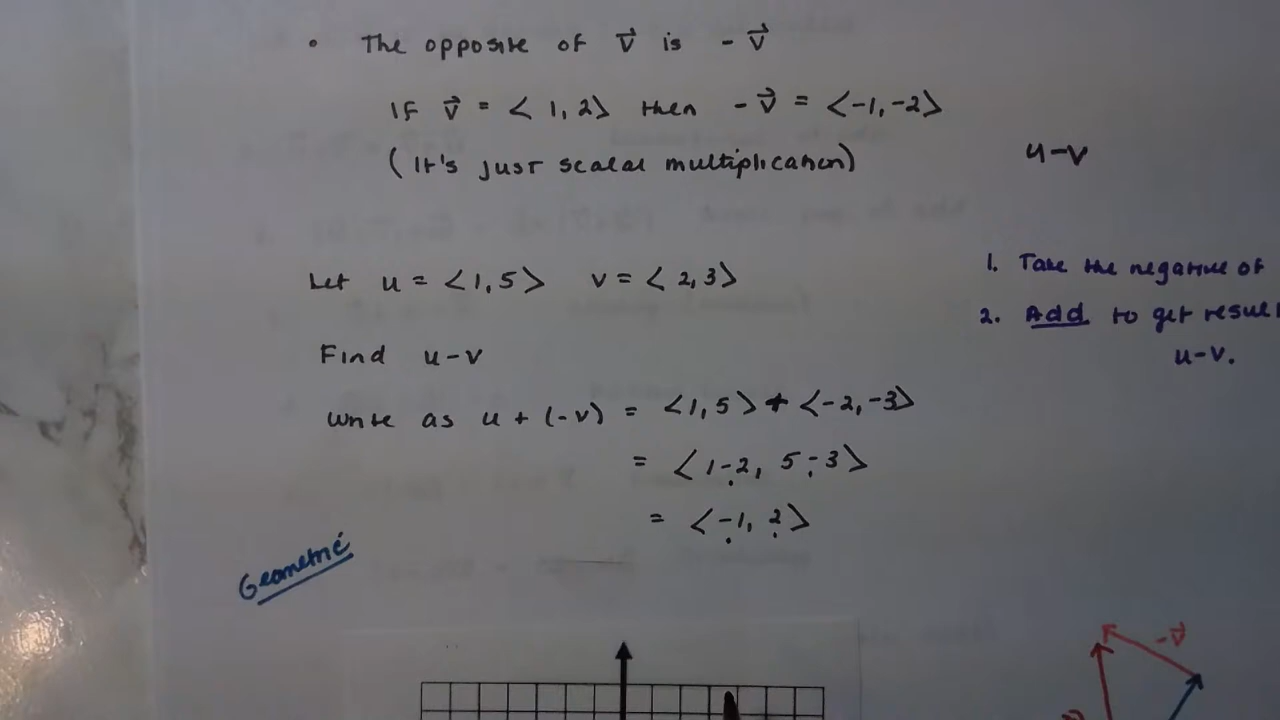 • The opposite of v⃗ is -v⃗
If v⃗ = < 1, 2> then -v⃗ = <-1, -2>
(It's just scalar multiplication)
u-v
Let u = <1, 5> v = < 2, 3>
1. Take the negative of
2. Add to get result
u-v.
Find u-v
Write as u + (-v) = <1, 5> + <-2, -3>
= <1-2, 5-3>
= <-1, 2>
Geometric
-v⃗